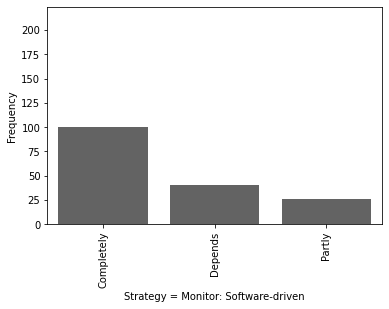 200
175
150
125
100
75
50
25
0
Frequency
Completely
Depends
Partly
Strategy = Monitor: Software-driven